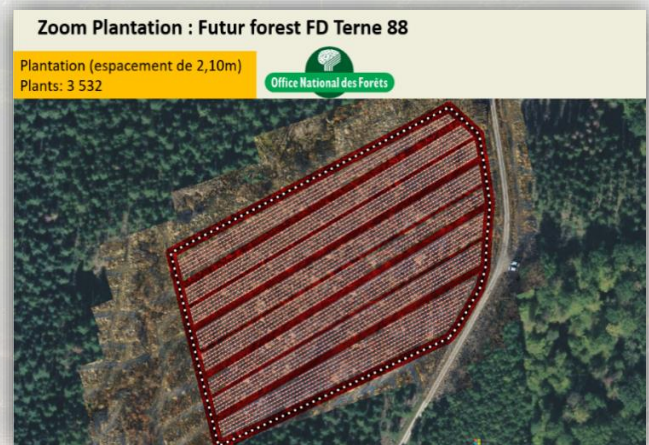 Zoom Plantation : Futur forest FD Terne 88
Plantation (espacement de 2,10m)
Plants: 3 532
Office National des Forêts